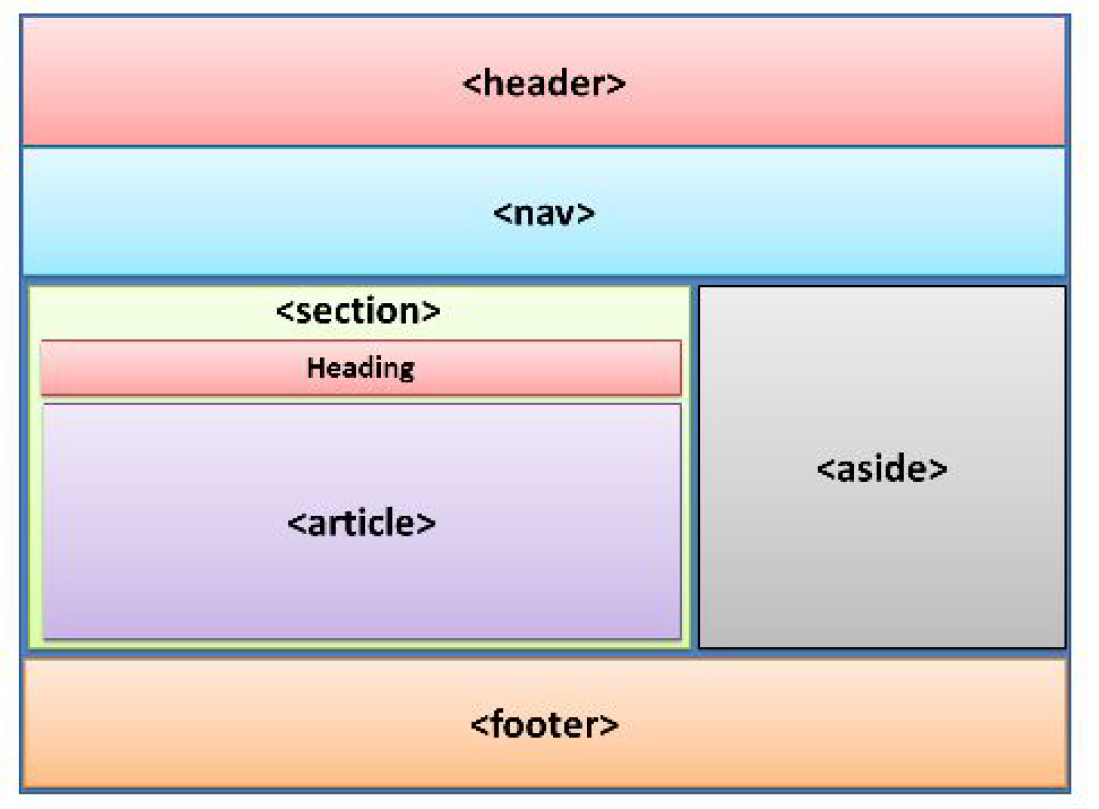 <header>
<nav>
<section>
Heading
<article>
<aside>
<footer>